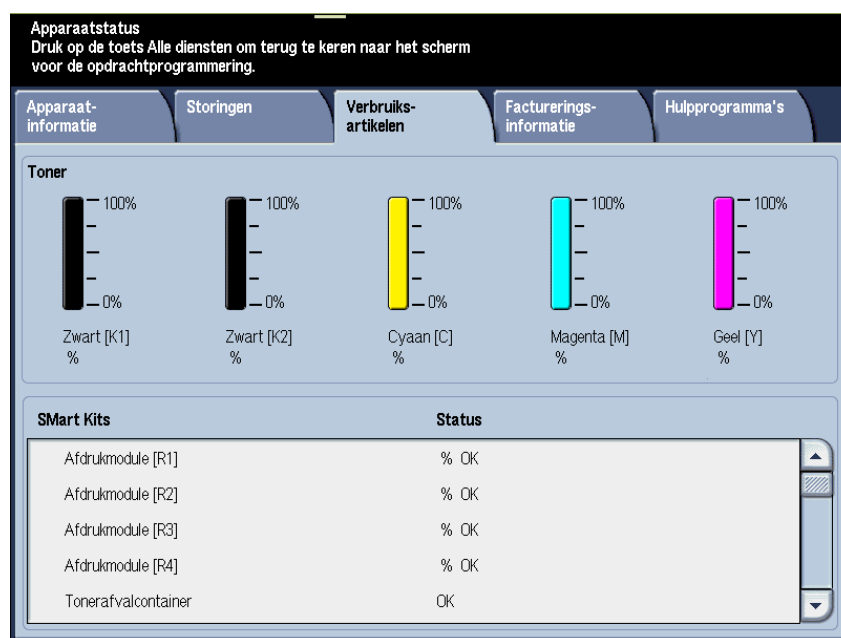 Apparaatstatus
Druk op de toets Alle diensten om terug te keren naar het scherm
voor de opdrachtprogrammering.
Apparaat-
informatie
Storingen
Verbruiks-
artikelen
Facturerings-
informatie
Hulpprogramma's
Toner
100% 100% 100% 100% 100%
0% 0% 0% 0% 0%
Zwart [K1] Zwart [K2] Cyaan [C] Magenta [M] Geel [Y]
% % % % %
SMart Kits Status
Afdrukmodule [R1] % OK
Afdrukmodule [R2] % OK
Afdrukmodule [R3] % OK
Afdrukmodule [R4] % OK
Tonerafvalcontainer OK